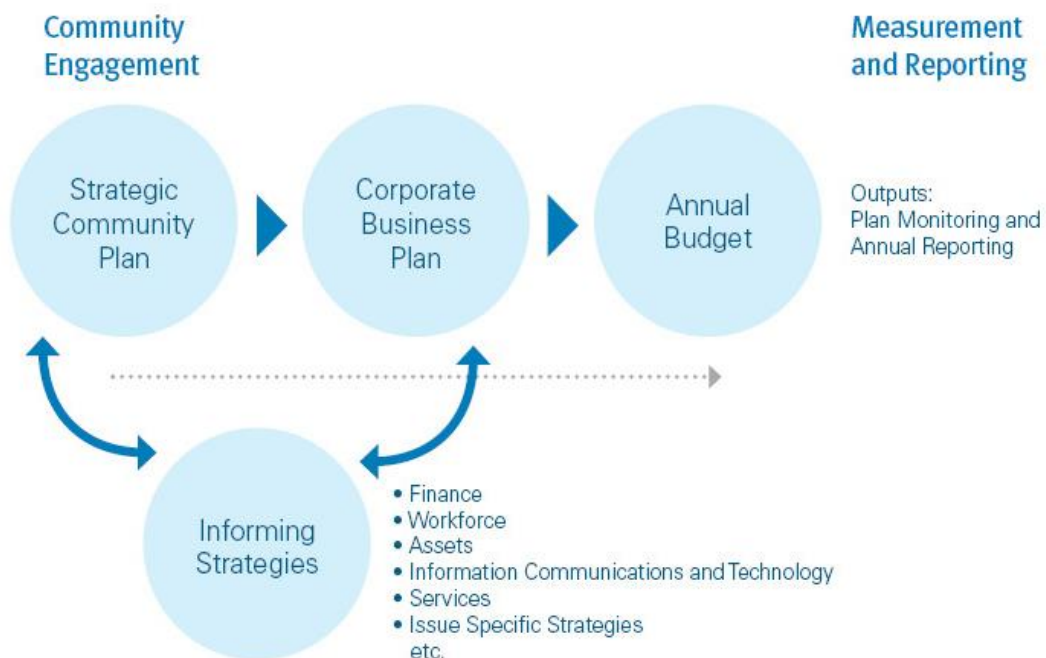 Community
Engagement
Measurement
and Reporting
Strategic
Community
Plan
Corporate
Business
Plan
Annual
Budget
Outputs:
Plan Monitoring and
Annual Reporting
Informing
Strategies
• Finance
• Workforce
• Assets
• Information Communications and Technology
• Services
• Issue Specific Strategies
etc.